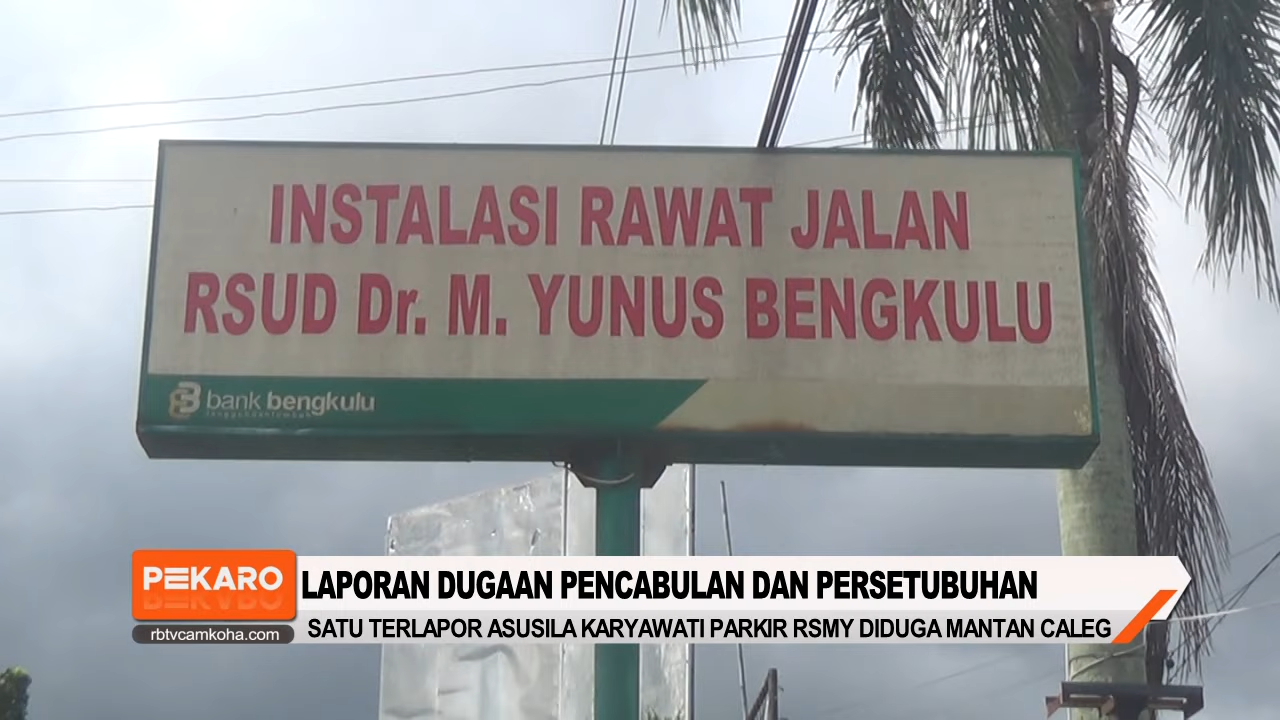 INSTALASI RAWAT JALAN
RSUD Dr. M. YUNUS BENGKULU
bank bengkulu
PEKARO
LAPORAN DUGAAN PENCABULAN DAN PERSETUBUHAN
rbtvcamkoha.com
SATU TERLAPOR ASUSILA KARYAWATI PARKIR RSMY DIDUGA MANTAN CALEG